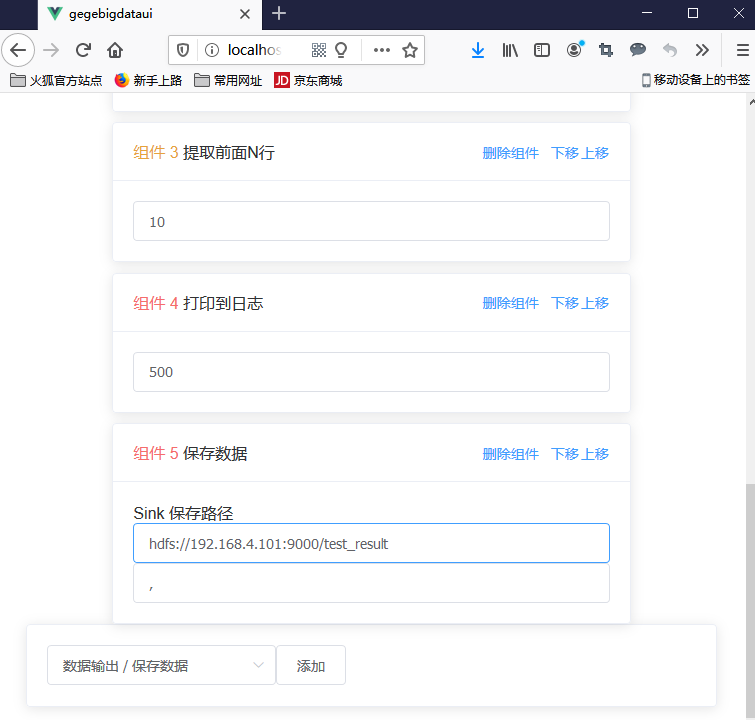 gegebigdataui
localhos
火狐官方站点 新手上路 常用网址 JD 京东商城 移动设备上的书签
组件 3 提取前面N行 删除组件 下移 上移
10
组件 4 打印到日志 删除组件 下移 上移
500
组件 5 保存数据 删除组件 下移 上移
Sink 保存路径
hdfs://192.168.4.101:9000/test_result
,
数据输出 / 保存数据 添加